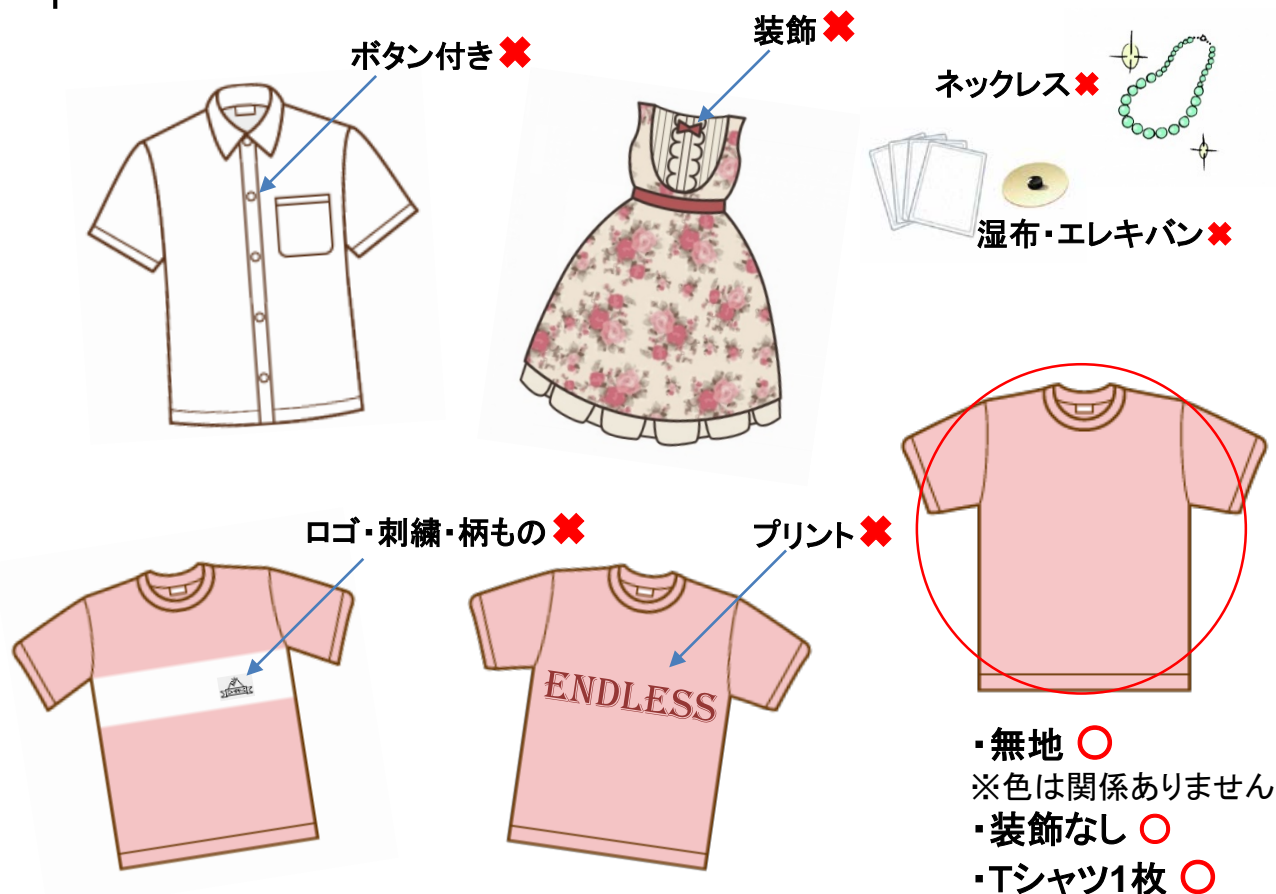 ボタン付き✖
装飾✖
ネックレス✖
湿布・エレキバン✖
ロゴ・刺繍・柄もの✖
プリント✖
ENDLESS
・無地 〇
※色は関係ありません
・装飾なし 〇
・Tシャツ1枚 〇